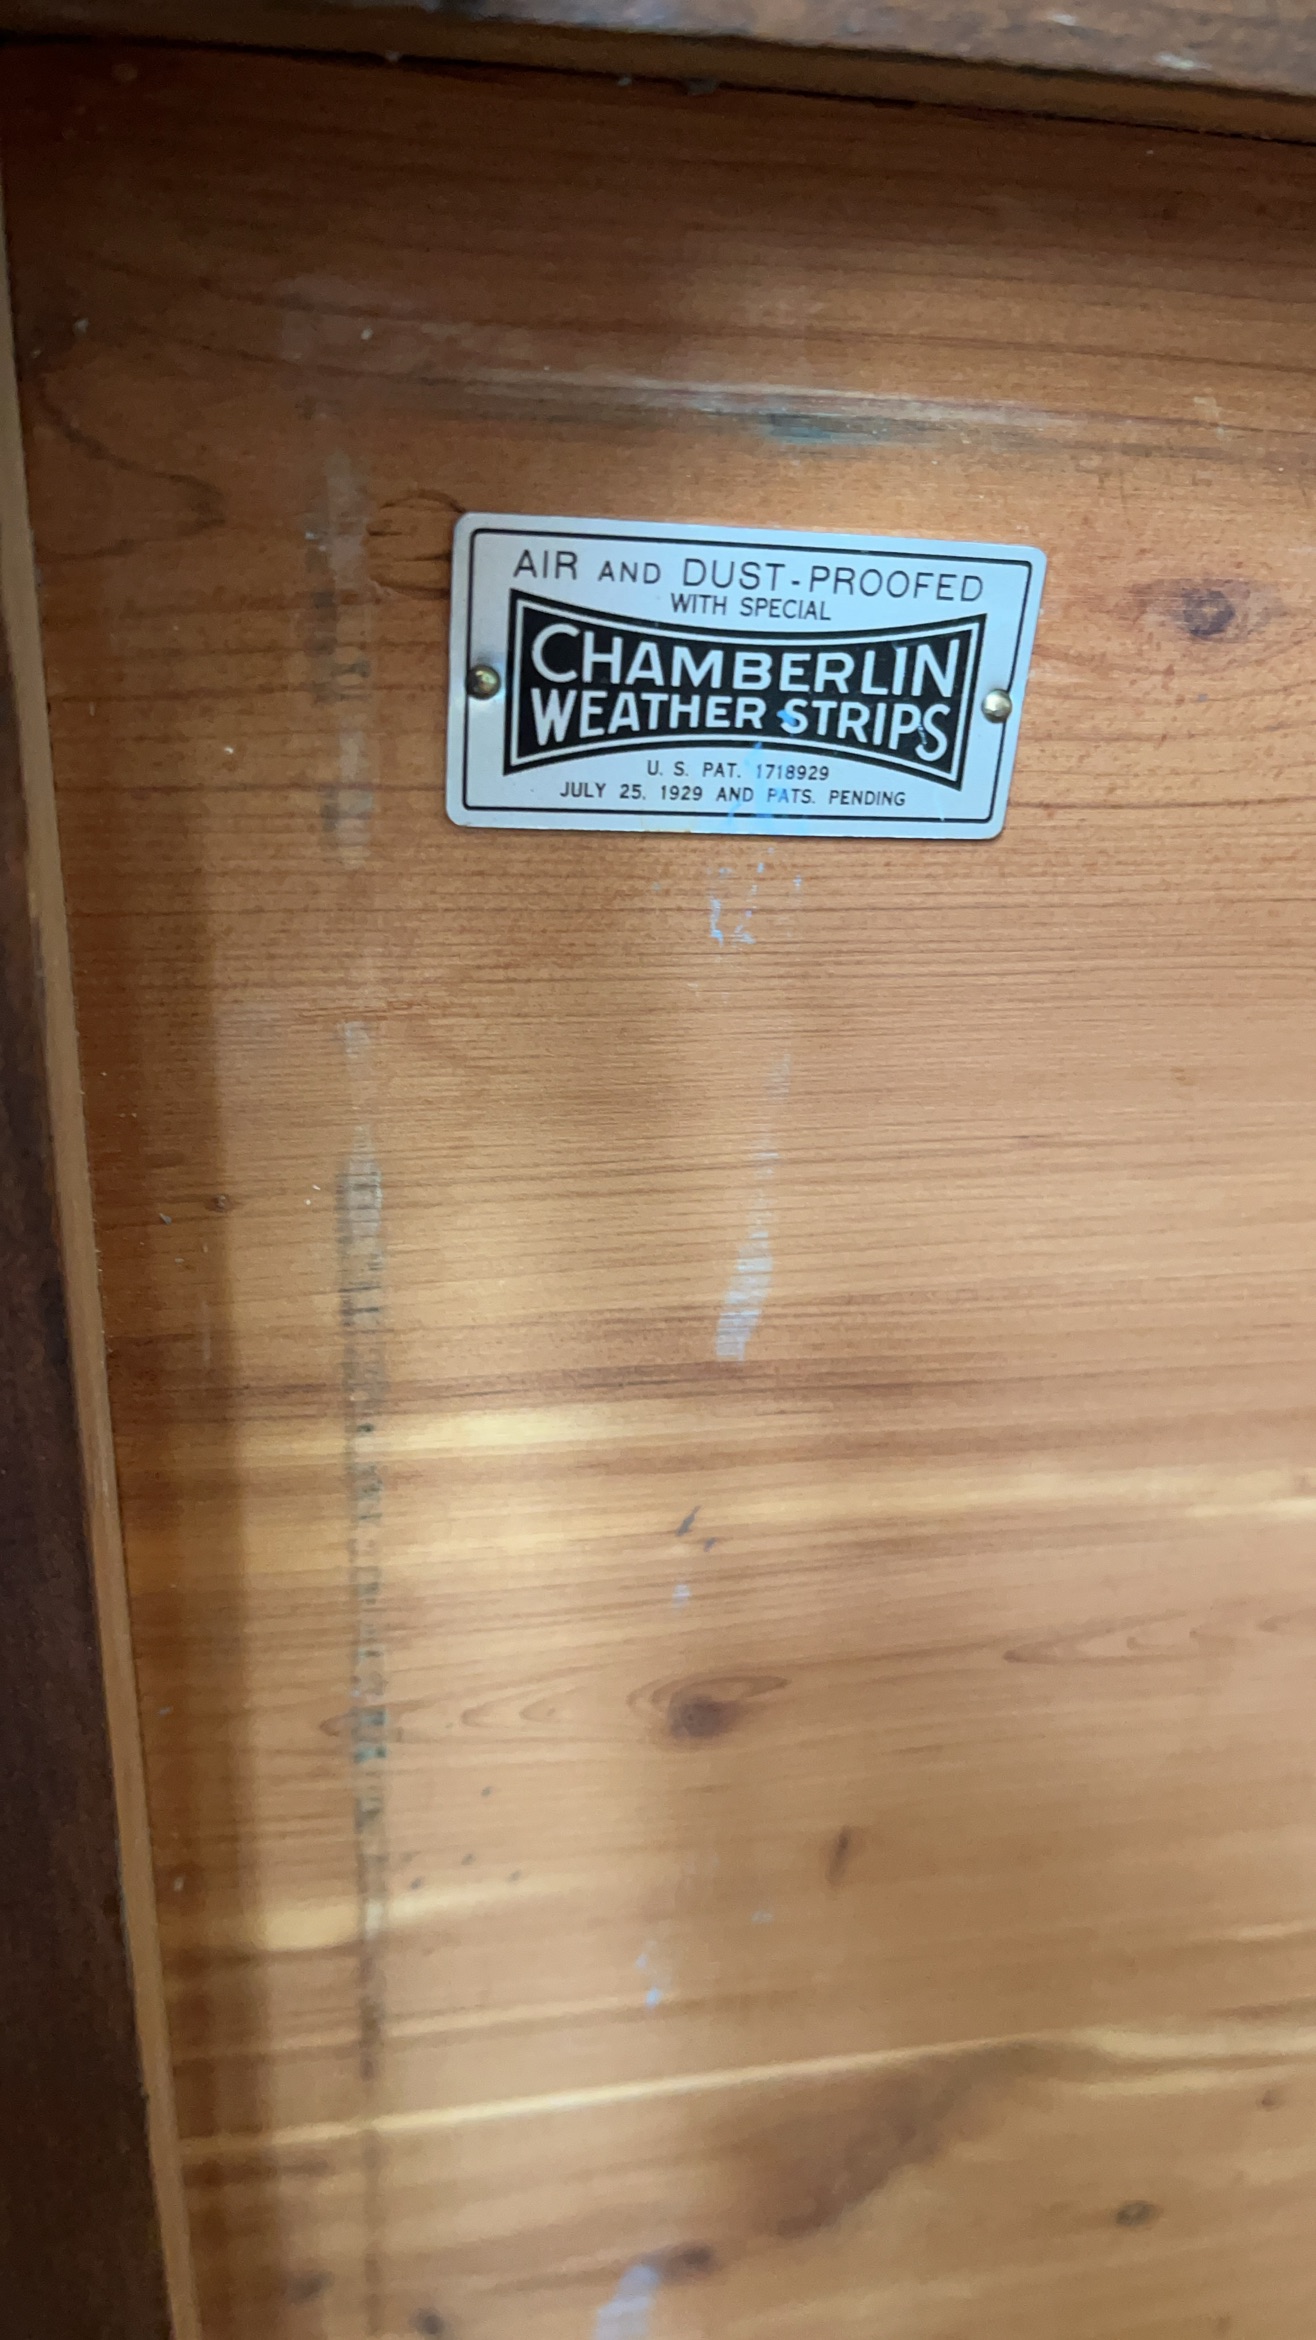 AIR AND DUST-PROOFED
WITH SPECIAL
CHAMBERLIN
WEATHER STRIPS
U. S. PAT. 1718929
JULY 25. 1929 AND PATS. PENDING